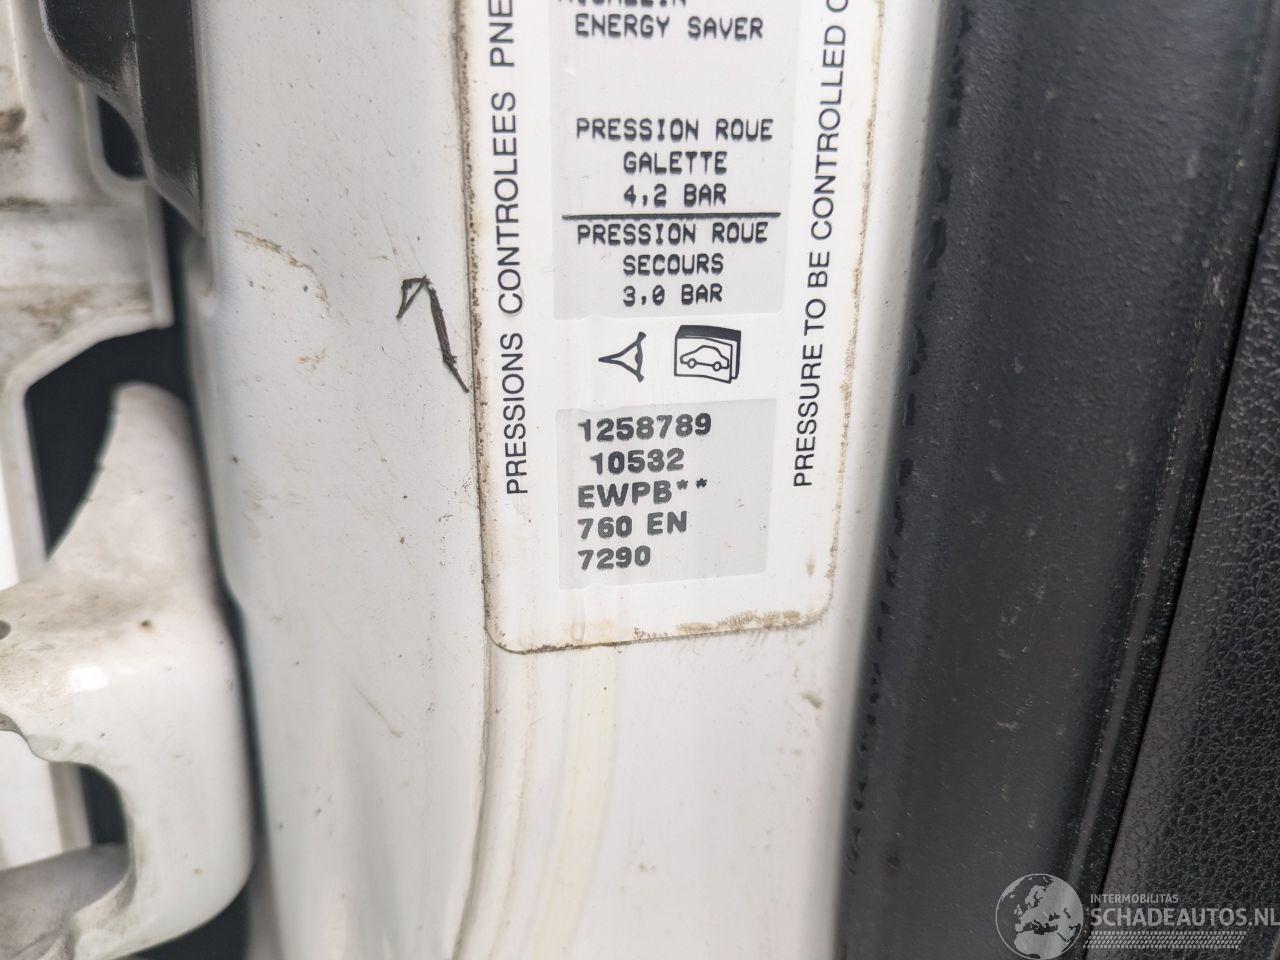 ENERGY SAVER
PRESSION ROUE
GALETTE
4,2 BAR
PRESSION ROUE
SECOURS
3,0 BAR
1258789
10532
EWPB**
760 EN
7290
PRESSIONS CONTROLEES
PRESSURE TO BE CONTROLLED
INTERMOBILITAS
SCHADEAUTOS.NL